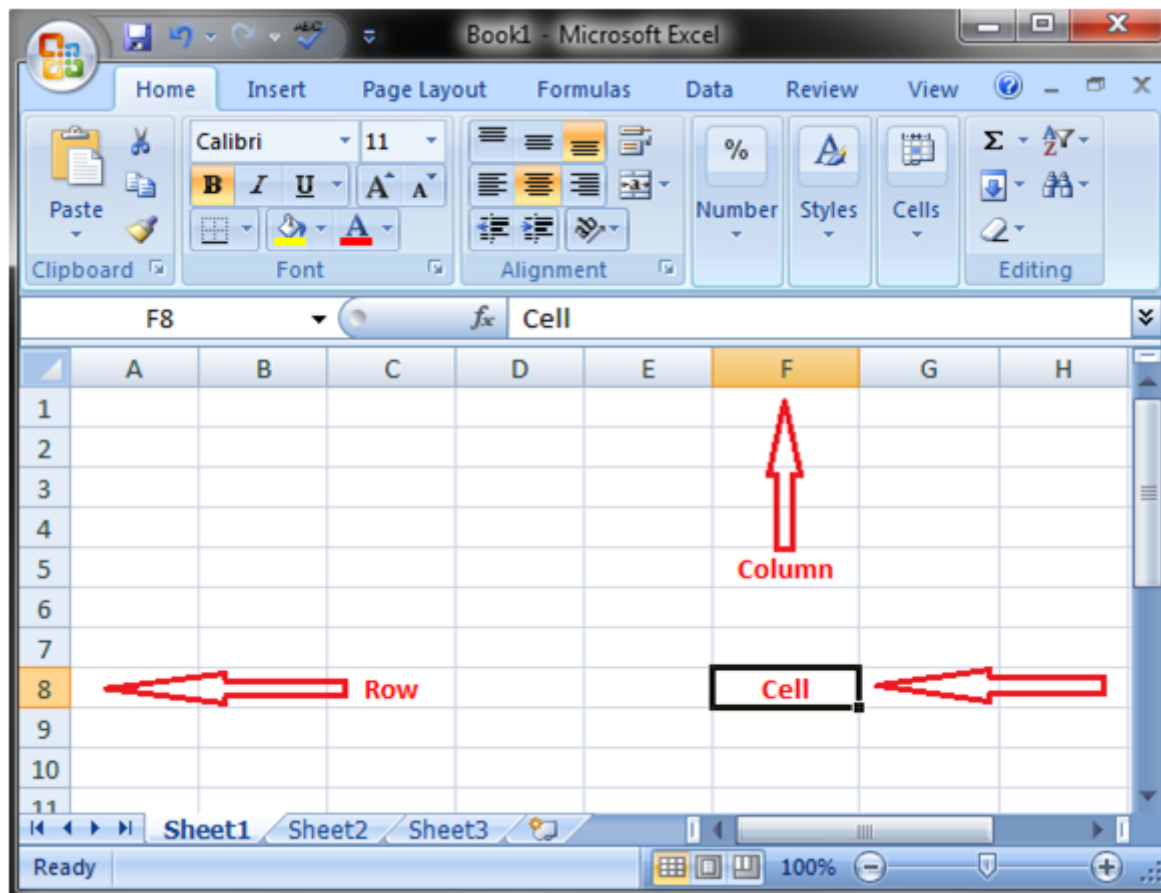 ABC
Book1 - Microsoft Excel
Home Insert Page Layout Formulas Data Review View
Calibri 11
B I U A A
A
Paste
% A Σ A Z
Number Styles Cells
Clipboard Font Alignment Editing
F8 fx Cell
A B C D E F G H
1
2
3
4
5 Column
6
7
8 Row Cell
9
10
11
Sheet1 Sheet2 Sheet3
Ready 100%